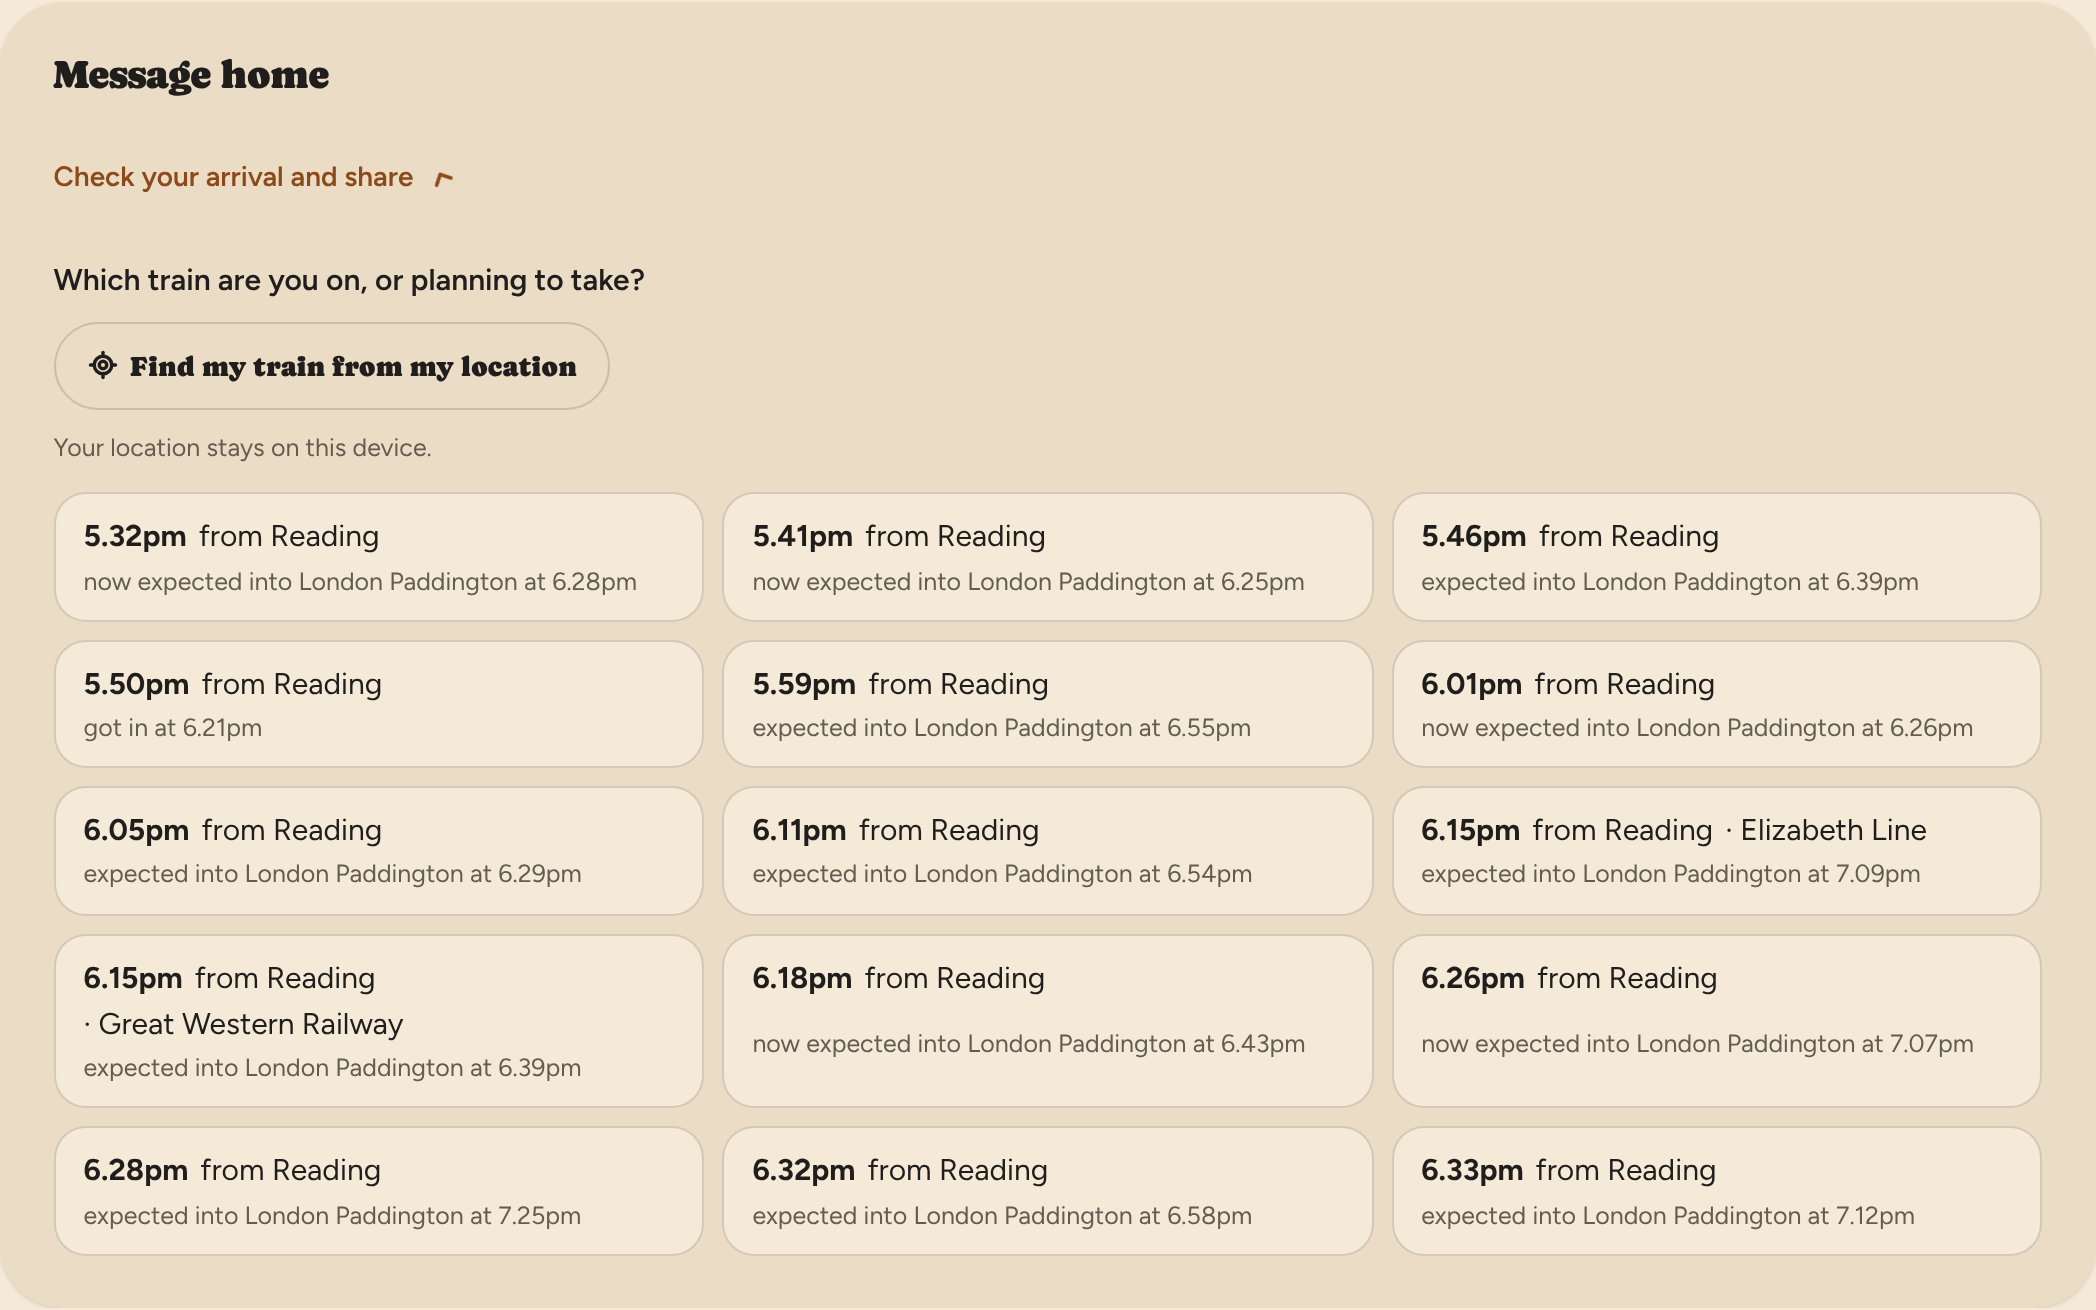 Message home
Check your arrival and share
Which train are you on, or planning to take?
Find my train from my location
Your location stays on this device.
5.32pm from Reading
now expected into London Paddington at 6.28pm
5.41pm from Reading
now expected into London Paddington at 6.25pm
5.46pm from Reading
expected into London Paddington at 6.39pm
5.50pm from Reading
got in at 6.21pm
5.59pm from Reading
expected into London Paddington at 6.55pm
6.01pm from Reading
now expected into London Paddington at 6.26pm
6.05pm from Reading
expected into London Paddington at 6.29pm
6.11pm from Reading
expected into London Paddington at 6.54pm
6.15pm from Reading · Elizabeth Line
expected into London Paddington at 7.09pm
6.15pm from Reading
· Great Western Railway
expected into London Paddington at 6.39pm
6.18pm from Reading
now expected into London Paddington at 6.43pm
6.26pm from Reading
now expected into London Paddington at 7.07pm
6.28pm from Reading
expected into London Paddington at 7.25pm
6.32pm from Reading
expected into London Paddington at 6.58pm
6.33pm from Reading
expected into London Paddington at 7.12pm